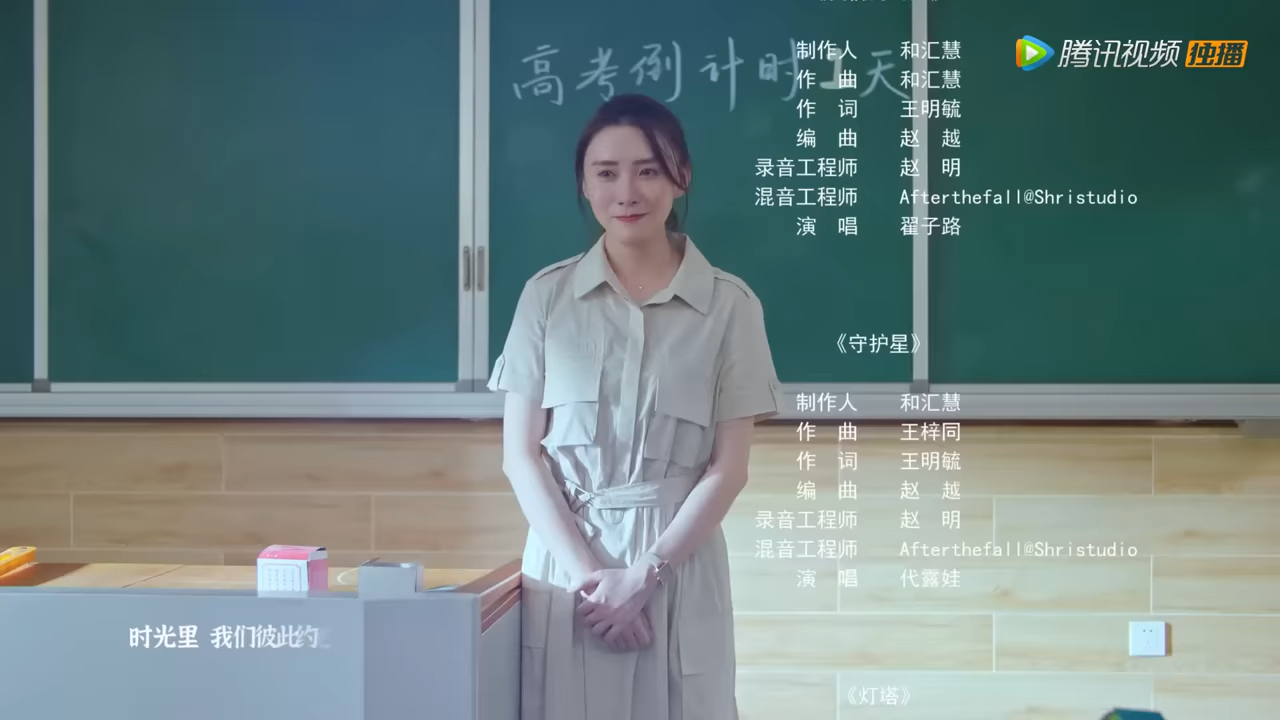 腾讯视频 独播
高考倒计时1天
制作人 和汇慧
作 曲 和汇慧
作 词 王明毓
编 曲 赵 越
录音工程师 赵 明
混音工程师 Afterthefall@Shristudio
演 唱 翟子路
《守护星》
制作人 和汇慧
作 曲 王梓同
作 词 王明毓
编 曲 赵 越
录音工程师 赵 明
混音工程师 Afterthefall@Shristudio
演 唱 代露娃
时光里 我们彼此约
《灯塔》